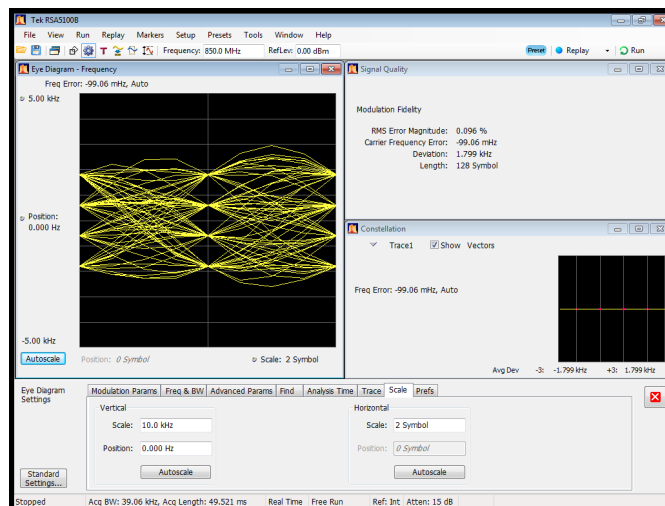 Tek RSA5100B
File View Run Replay Markers Setup Presets Tools Window Help
T Frequency: 850.0 MHz RefLev: 0.00 dBm Preset Replay Run
Eye Diagram - Frequency
Freq Error: -99.06 mHz, Auto
5.00 kHz
Position:
0.000 Hz
-5.00 kHz
Autoscale Position: 0 Symbol Scale: 2 Symbol
Signal Quality
Modulation Fidelity
RMS Error Magnitude: 0.096 %
Carrier Frequency Error: -99.06 mHz
Deviation: 1.799 kHz
Length: 128 Symbol
Constellation
Trace1 Show Vectors
Freq Error: -99.06 mHz, Auto
Avg Dev -3: -1.799 kHz +3: 1.799 kHz
Eye Diagram
Settings
Modulation Params Freq & BW Advanced Params Find Analysis Time Trace Scale Prefs
Vertical
Scale: 10.0 kHz
Position: 0.000 Hz
Autoscale
Horizontal
Scale: 2 Symbol
Position: 0 Symbol
Autoscale
Standard
Settings...
Stopped Acq BW: 39.06 kHz, Acq Length: 49.521 ms Real Time Free Run Ref: Int Atten: 15 dB